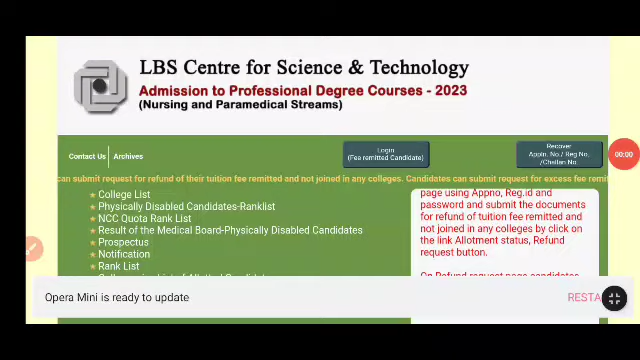 LBS Centre for Science & Technology
Admission to Professional Degree Courses - 2023
(Nursing and Paramedical Streams)
Contact Us
Archives
Login
(Fee remitted Candidate)
Recover
Appln. No / Reg No.
/Challan No.
00:00
can submit request for refund of their tuition fee remitted and not joined in any colleges. Candidates can submit request for excess fee remit
College List
Physically Disabled Candidates-Ranklist
NCC Quota Rank List
Result of the Medical Board-Physically Disabled Candidates
Prospectus
Notification
Rank List
page using Appno, Reg.id and
password and submit the documents
for refund of tuition fee remitted and
not joined in any colleges by click on
the link Allotment status, Refund
request button.
On Refund request page candidates
Opera Mini is ready to update
RESTA